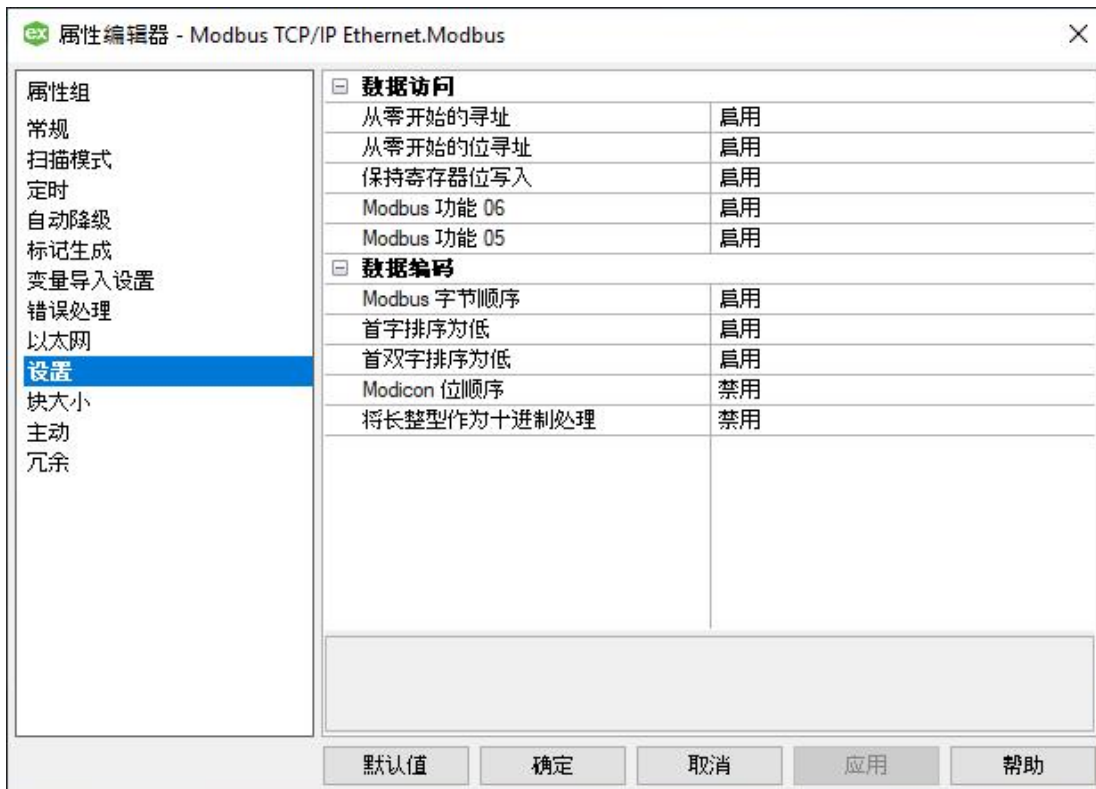 ex 属性编辑器 - Modbus TCP/IP Ethernet.Modbus
属性组
常规
扫描模式
定时
自动降级
标记生成
变量导入设置
错误处理
以太网
设置
块大小
主动
冗余
数据访问
从零开始的寻址 启用
从零开始的位寻址 启用
保持寄存器位写入 启用
Modbus 功能 06 启用
Modbus 功能 05 启用
数据编码
Modbus 字节顺序 启用
首字排序为低 启用
首双字排序为低 启用
Modicon 位顺序 禁用
将长整型作为十进制处理 禁用
默认值 确定 取消 应用 帮助